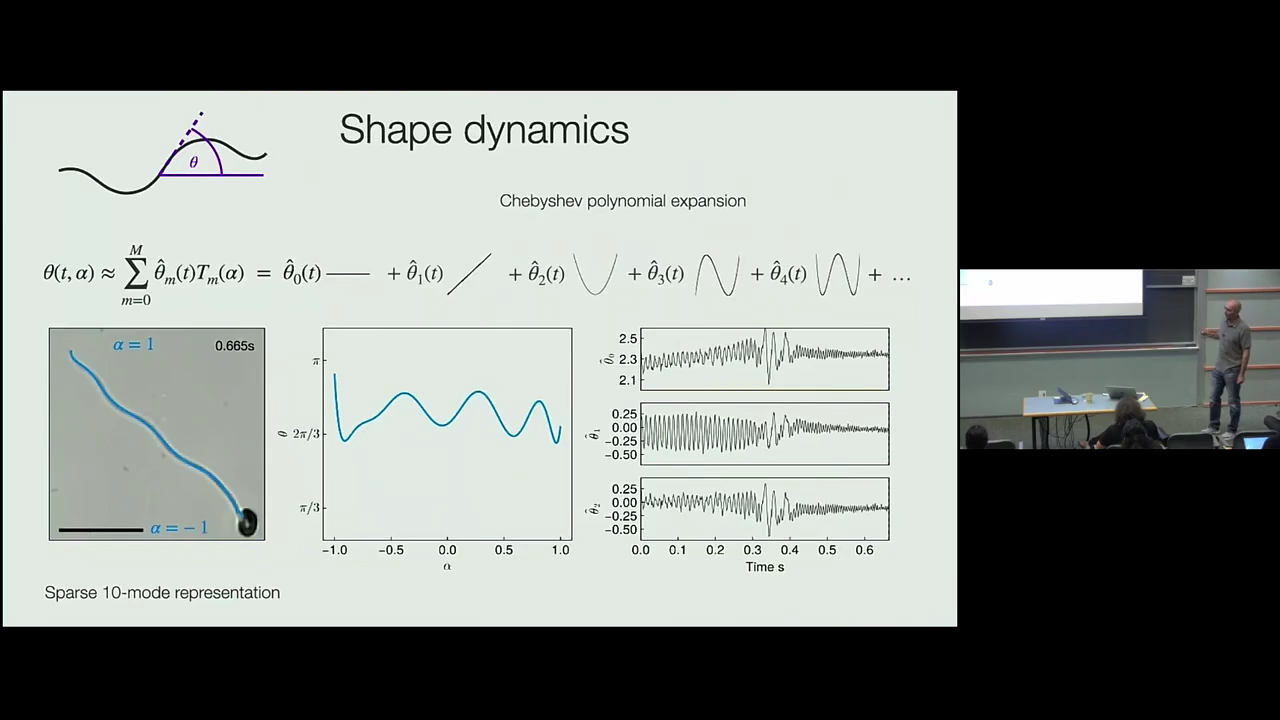 Shape dynamics
θ
Chebyshev polynomial expansion
θ(t, α) ≈ ∑_{m=0}^{M} θ̂_m(t)T_m(α) = θ̂_0(t) + θ̂_1(t) + θ̂_2(t) + θ̂_3(t) + θ̂_4(t) + …
α = 1
0.665s
α = − 1
π
2π/3
π/3
θ
−1.0 −0.5 0.0 0.5 1.0
α
2.5
2.3
2.1
θ̂_0
0.25
0.00
−0.25
−0.50
θ̂_1
0.25
0.00
−0.25
−0.50
θ̂_2
0.0 0.1 0.2 0.3 0.4 0.5 0.6
Time s
Sparse 10-mode representation